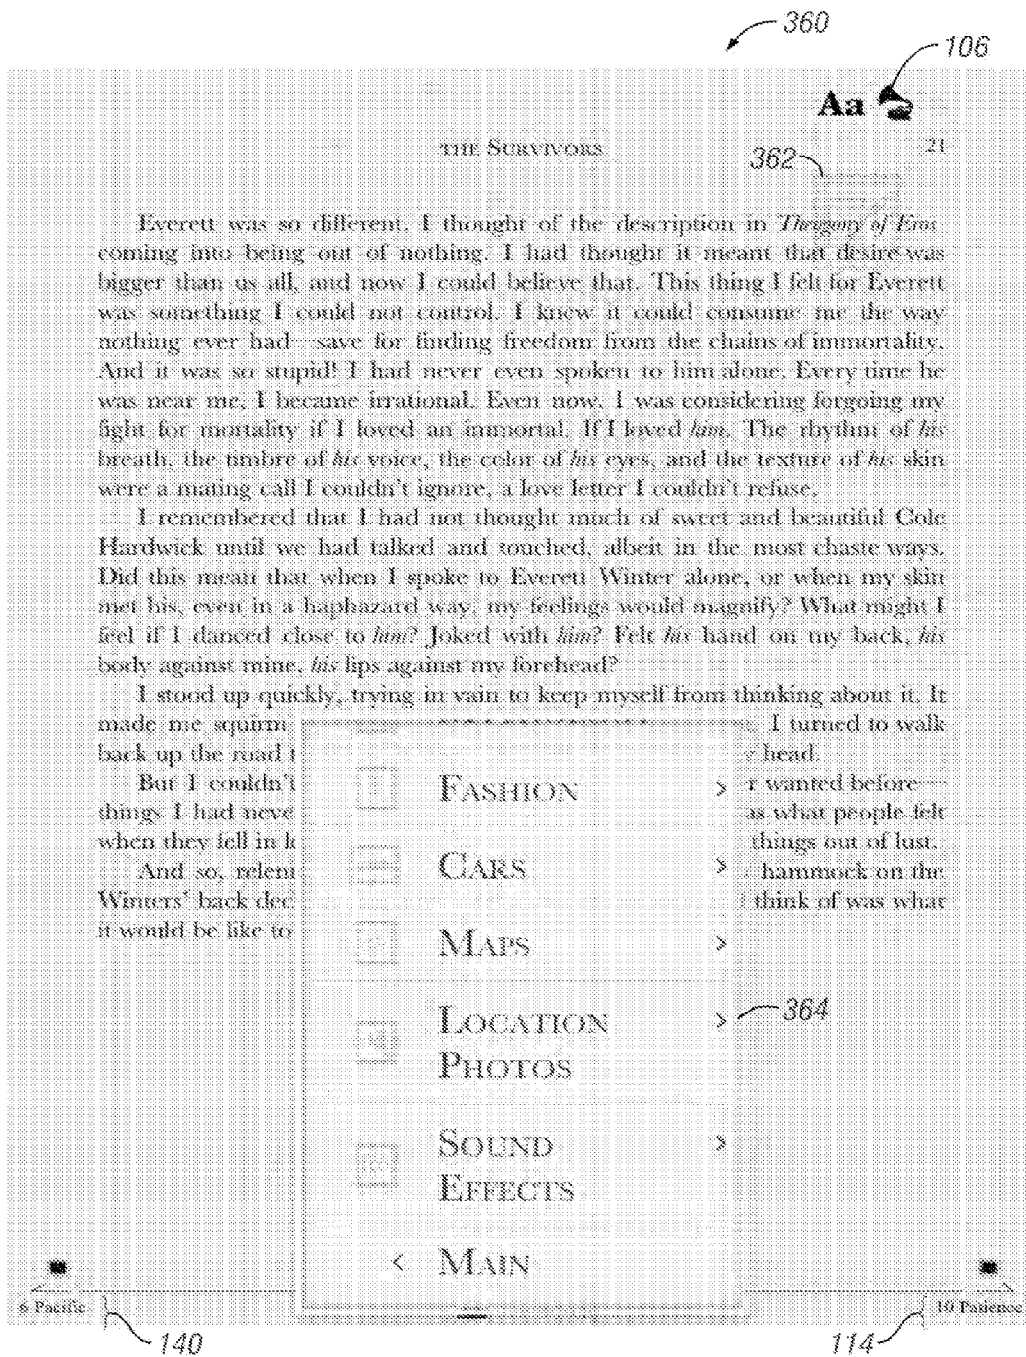 360
106
Aa
THE SURVIVORS
21
362
Everett was so different. I thought of the description in Theogony of Eros
coming into being out of nothing. I had thought it meant that desire was
bigger than us all, and now I could believe that. This thing I felt for Everett
was something I could not control. I knew it could consume me the way
nothing ever had—save for finding freedom from the chains of immortality.
And it was so stupid! I had never even spoken to him alone. Every time he
was near me, I became irrational. Even now, I was considering forgoing my
fight for mortality if I loved an immortal. If I loved him. The rhythm of his
breath, the timbre of his voice, the color of his eyes, and the texture of his skin
were a mating call I couldn't ignore, a love letter I couldn't refuse.
I remembered that I had not thought much of sweet and beautiful Cole
Hardwick until we had talked and touched, albeit in the most chaste ways.
Did this mean that when I spoke to Everett Winter alone, or when my skin
met his, even in a haphazard way, my feelings would magnify? What might I
feel if I danced close to him? Joked with him? Felt his hand on my back, his
body against mine, his lips against my forehead?
I stood up quickly, trying in vain to keep myself from thinking about it. It
made me squirm I turned to walk
back up the road t head.
But I couldn't r wanted before—
things I had neve as what people felt
when they fell in l things out of lust.
And so, relent hammock on the
Winters' back dec think of was what
it would be like to
FASHION >
CARS >
MAPS >
LOCATION >
PHOTOS
364
SOUND >
EFFECTS
< MAIN
6 Pacific
10 Patience
140
114